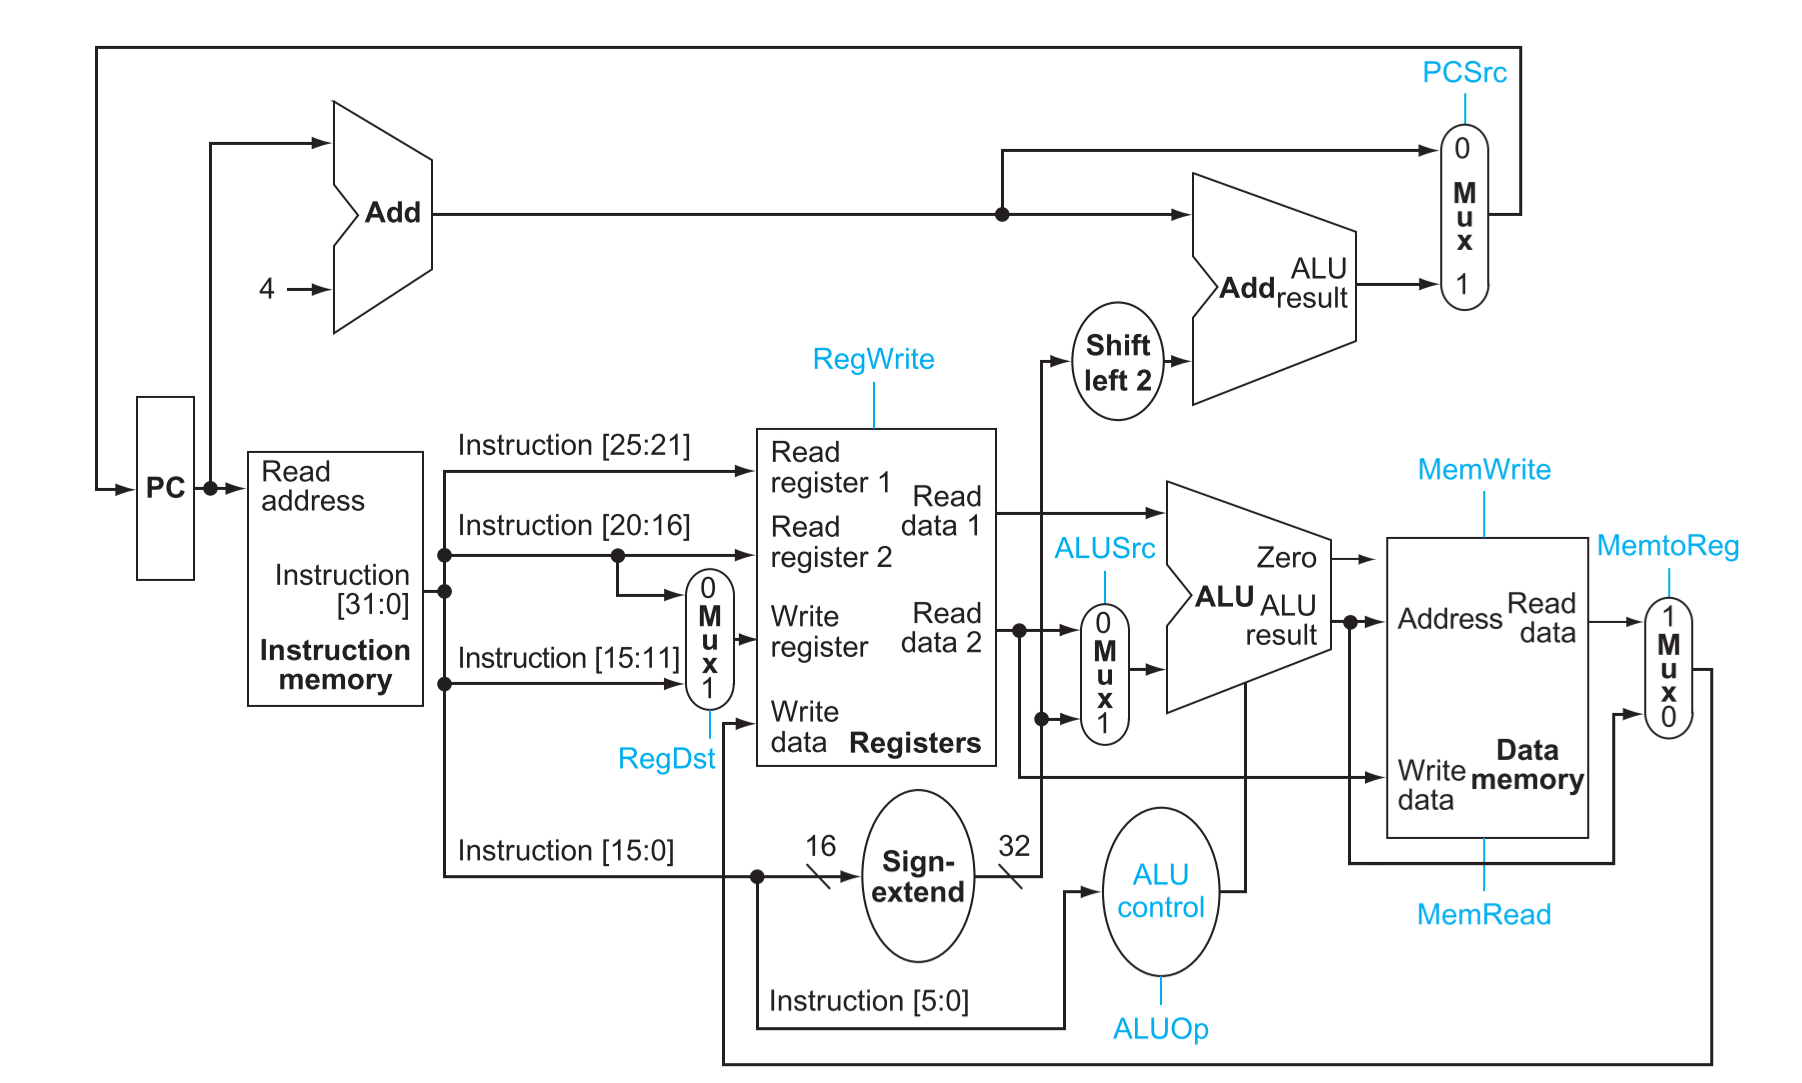 PCSrc
0
Mux
1
Add
4
Add
ALU
result
Shift
left 2
RegWrite
PC
Read
address
Instruction
[31:0]
Instruction
memory
Instruction [25:21]
Instruction [20:16]
Instruction [15:11]
Instruction [15:0]
0
Mux
1
RegDst
Read
register 1
Read
register 2
Write
register
Write
data
Read
data 1
Read
data 2
Registers
ALUSrc
0
Mux
1
Zero
ALU
ALU
result
MemWrite
Address
Read
data
Write
data
Data
memory
MemRead
MemtoReg
1
Mux
0
16
Sign-
extend
32
ALU
control
Instruction [5:0]
ALUOp